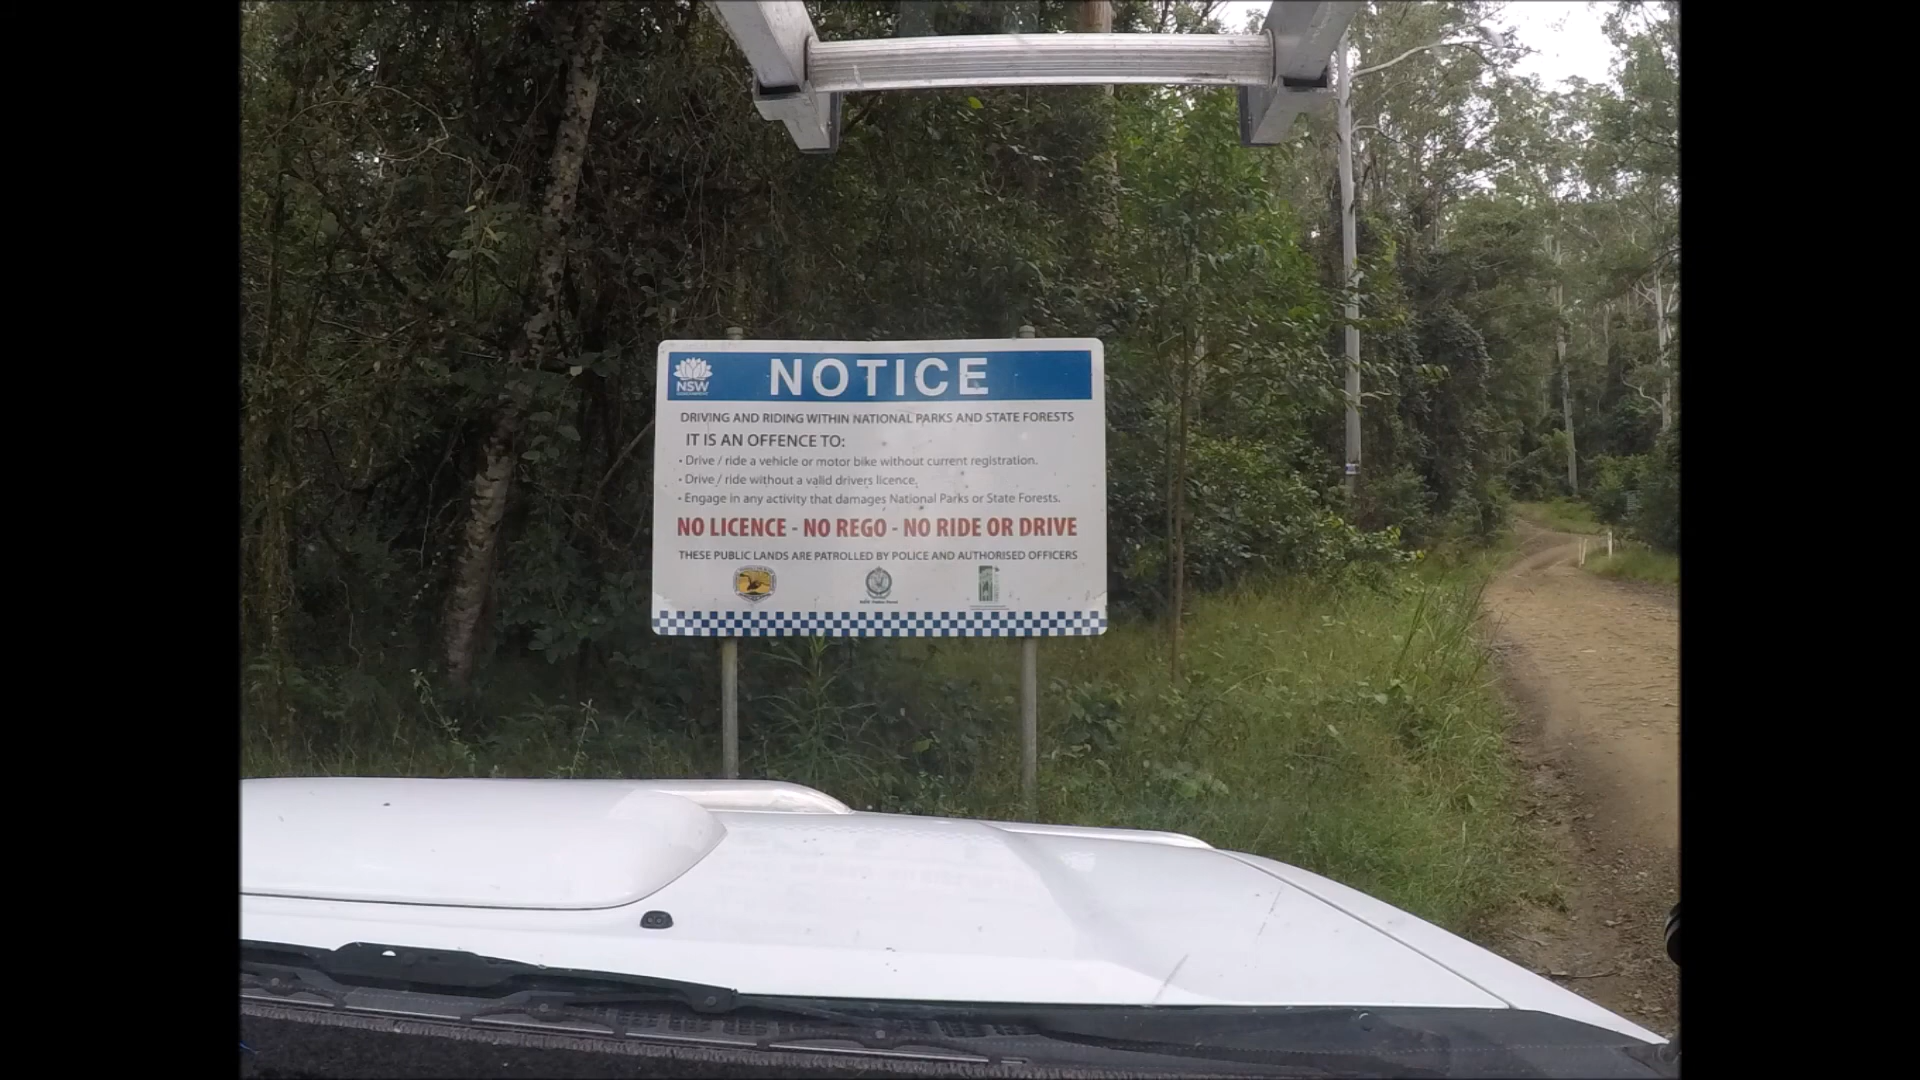 NOTICE
NSW
DRIVING AND RIDING WITHIN NATIONAL PARKS AND STATE FORESTS
IT IS AN OFFENCE TO:
• Drive / ride a vehicle or motor bike without current registration.
• Drive / ride without a valid drivers licence.
• Engage in any activity that damages National Parks or State Forests.
NO LICENCE - NO REGO - NO RIDE OR DRIVE
THESE PUBLIC LANDS ARE PATROLLED BY POLICE AND AUTHORISED OFFICERS